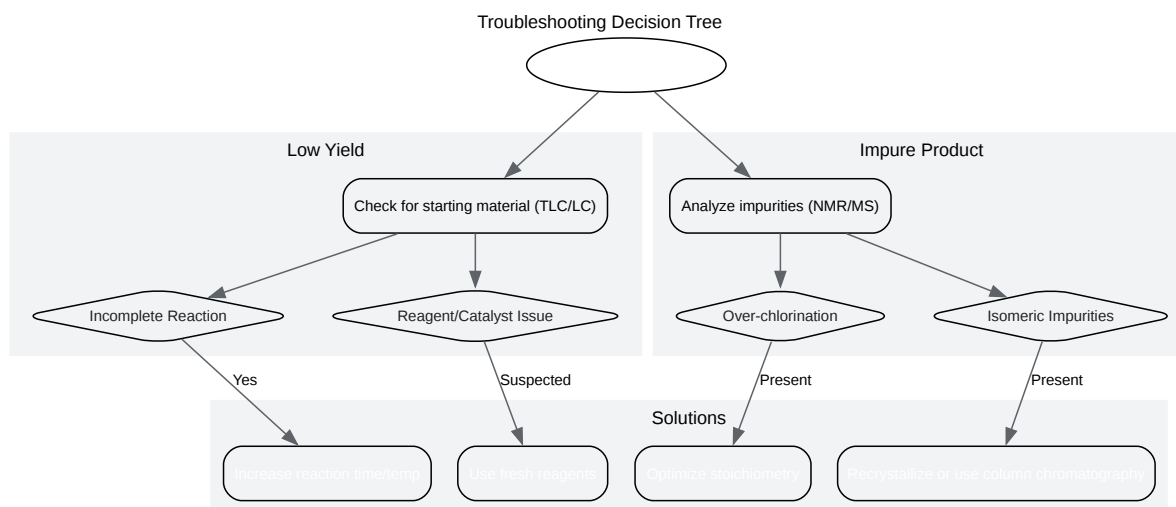 Troubleshooting Decision Tree
Low Yield
Impure Product
Check for starting material (TLC/LC)
Analyze impurities (NMR/MS)
Incomplete Reaction
Reagent/Catalyst Issue
Over-chlorination
Isomeric Impurities
Yes
Suspected
Present
Present
Solutions
Increase reaction time/temp
Use fresh reagents
Optimize stoichiometry
Recrystallize or use column chromatography